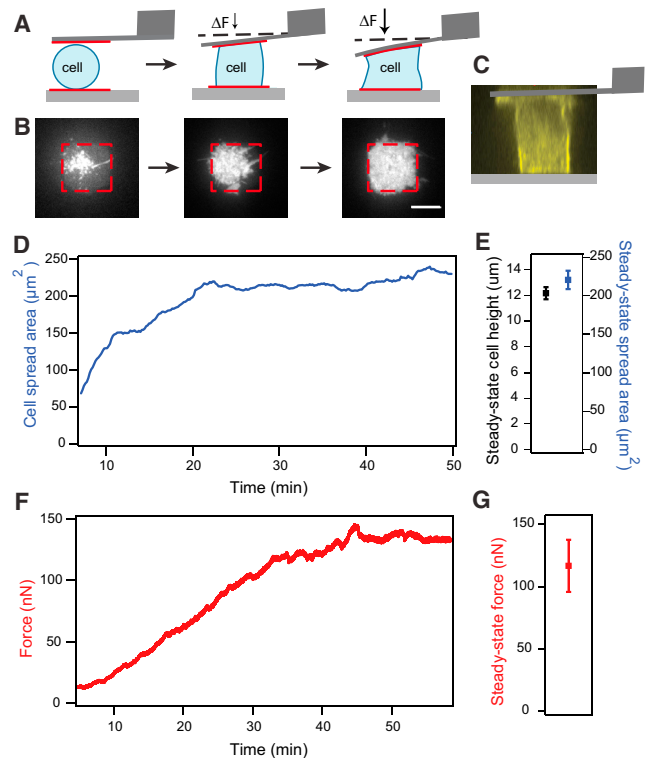 A
ΔF ↓
ΔF ↓
cell
cell
cell
B
C
D
Cell spread area (µm²)
250
200
150
100
50
0
10
20
30
40
50
Time (min)
E
Steady-state cell height (um)
14
12
10
8
6
4
2
0
250
200
150
100
50
0
Steady-state spread area (µm²)
F
Force (nN)
150
100
50
0
10
20
30
40
50
Time (min)
G
Steady-state force (nN)
150
100
50
0